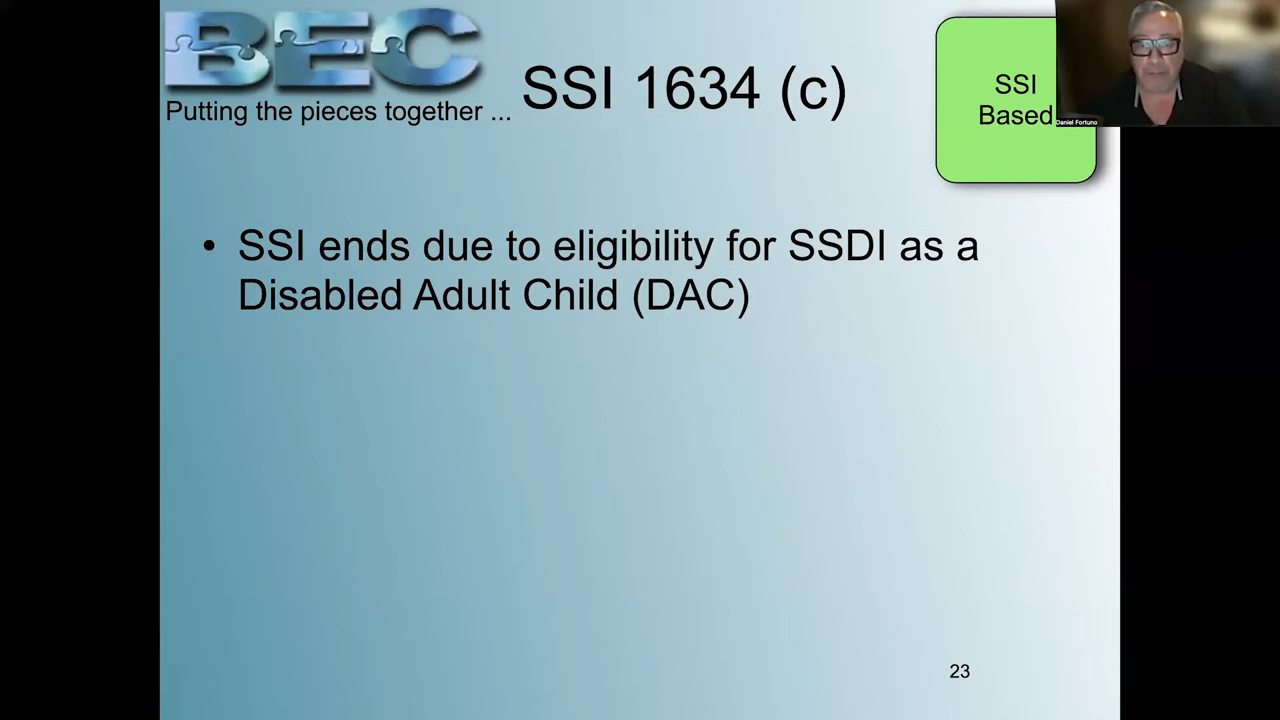 BEC
Putting the pieces together ...
SSI 1634 (c)
SSI
Based
Daniel Fortuno
• SSI ends due to eligibility for SSDI as a
Disabled Adult Child (DAC)
23